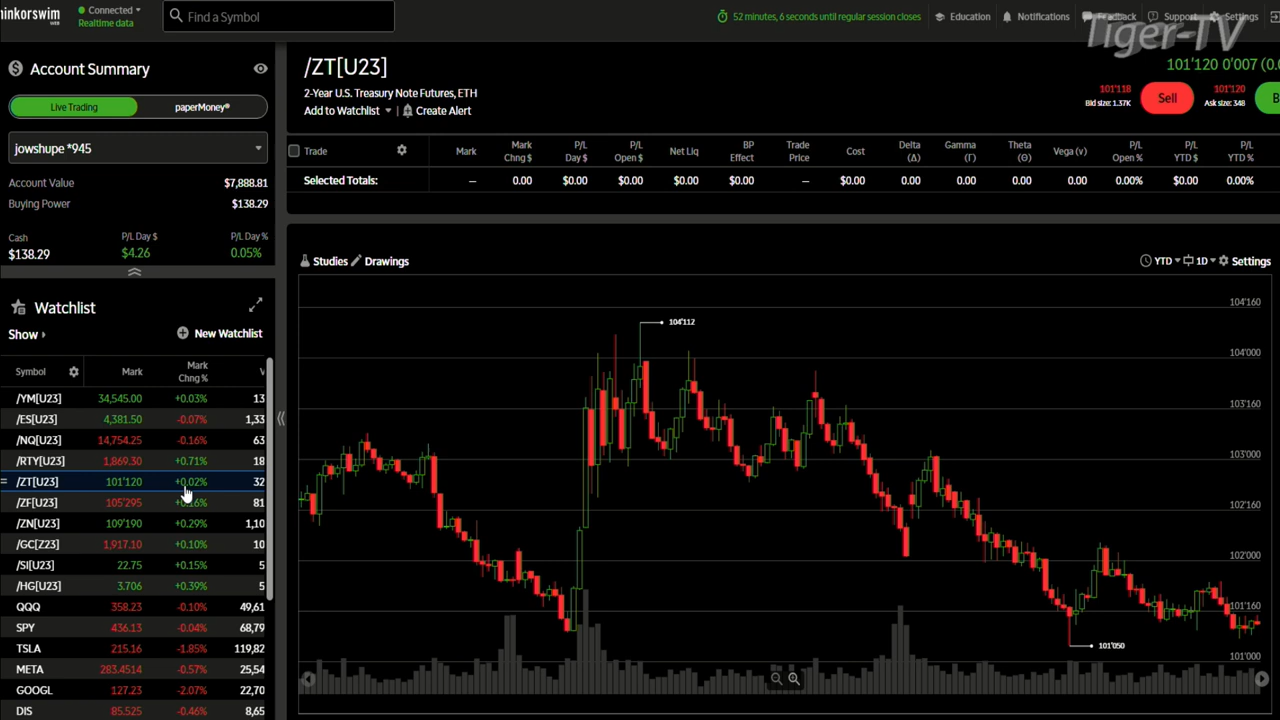 hinkorswim
WEB
Connected
Realtime data
Find a Symbol
52 minutes, 6 seconds until regular session closes
Education
Notifications
Feedback
Support
Settings
Tiger-TV
Account Summary
Live Trading
paperMoney®
jowshupe *945
Account Value $7,888.81
Buying Power $138.29
Cash P/L Day $ P/L Day %
$138.29 $4.26 0.05%
Watchlist
Show
New Watchlist
Symbol Mark Mark Chng % V
/YM[U23] 34,545.00 +0.03% 13
/ES[U23] 4,381.50 -0.07% 1,33
/NQ[U23] 14,754.25 -0.16% 63
/RTY[U23] 1,869.30 +0.71% 18
/ZT[U23] 101'120 +0.02% 32
/ZF[U23] 105'295 +0.16% 81
/ZN[U23] 109'190 +0.29% 1,10
/GC[Z23] 1,917.10 +0.10% 10
/SI[U23] 22.75 +0.15% 5
/HG[U23] 3.706 +0.39% 5
QQQ 358.23 -0.10% 49,61
SPY 436.13 -0.04% 68,79
TSLA 215.16 -1.85% 119,82
META 283.4514 -0.57% 25,54
GOOGL 127.23 -2.07% 22,70
DIS 85.525 -0.46% 8,65
/ZT[U23]
2-Year U.S. Treasury Note Futures, ETH
Add to Watchlist
Create Alert
101'120 0'007 (0.0
101'118
Bid size: 1.37K
Sell
101'120
Ask size: 348
B
Trade Mark Mark Chng $ P/L Day $ P/L Open $ Net Liq BP Effect Trade Price Cost Delta (Δ) Gamma (Γ) Theta (Θ) Vega (v) P/L Open % P/L YTD $ P/L YTD %
Selected Totals: — 0.00 $0.00 $0.00 $0.00 $0.00 — $0.00 0.00 0.00 0.00 0.00 0.00% $0.00 0.00%
Studies
Drawings
YTD
1D
Settings
104'160
104'112
104'000
103'160
103'000
102'160
102'000
101'160
101'050
101'000